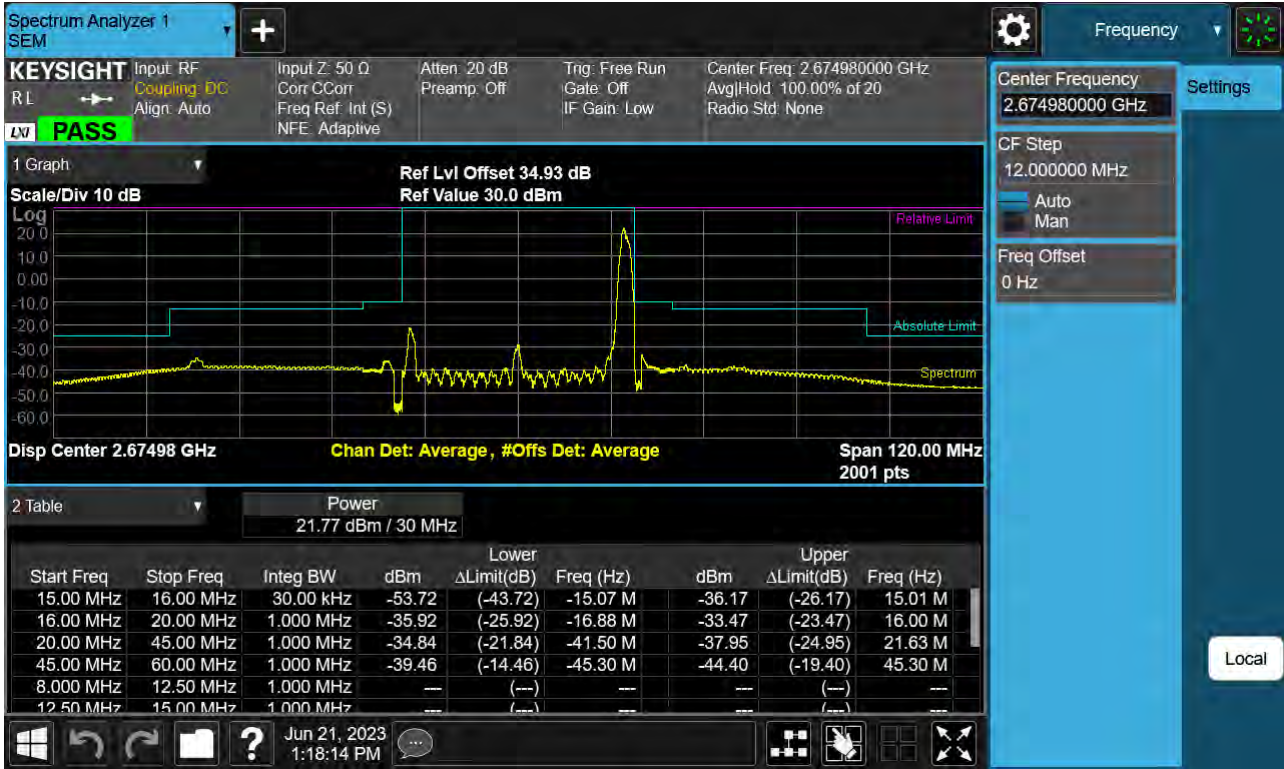 Spectrum Analyzer 1
SEM
Frequency
KEYSIGHT
R L
LXI
PASS
Input: RF
Coupling: DC
Align: Auto
Input Z: 50 Ω
Corr CCorr
Freq Ref: Int (S)
NFE: Adaptive
Atten: 20 dB
Preamp: Off
Trig: Free Run
Gate: Off
IF Gain: Low
Center Freq: 2.674980000 GHz
Avg|Hold: 100.00% of 20
Radio Std: None
Center Frequency
2.674980000 GHz
Settings
CF Step
12.000000 MHz
Auto
Man
Freq Offset
0 Hz
Local
1 Graph
Scale/Div 10 dB
Ref Lvl Offset 34.93 dB
Ref Value 30.0 dBm
Log
20.0
10.0
0.00
-10.0
-20.0
-30.0
-40.0
-50.0
-60.0
Relative Limit
Absolute Limit
Spectrum
Disp Center 2.67498 GHz
Chan Det: Average, #Offs Det: Average
Span 120.00 MHz
2001 pts
2 Table
Power
21.77 dBm / 30 MHz
Lower Upper
Start Freq Stop Freq Integ BW dBm ΔLimit(dB) Freq (Hz) dBm ΔLimit(dB) Freq (Hz)
15.00 MHz 16.00 MHz 30.00 kHz -53.72 (-43.72) -15.07 M -36.17 (-26.17) 15.01 M
16.00 MHz 20.00 MHz 1.000 MHz -35.92 (-25.92) -16.88 M -33.47 (-23.47) 16.00 M
20.00 MHz 45.00 MHz 1.000 MHz -34.84 (-21.84) -41.50 M -37.95 (-24.95) 21.63 M
45.00 MHz 60.00 MHz 1.000 MHz -39.46 (-14.46) -45.30 M -44.40 (-19.40) 45.30 M
8.000 MHz 12.50 MHz 1.000 MHz --- (---) --- --- (---) ---
12.50 MHz 15.00 MHz 1.000 MHz --- (---) --- --- (---) ---
Jun 21, 2023
1:18:14 PM